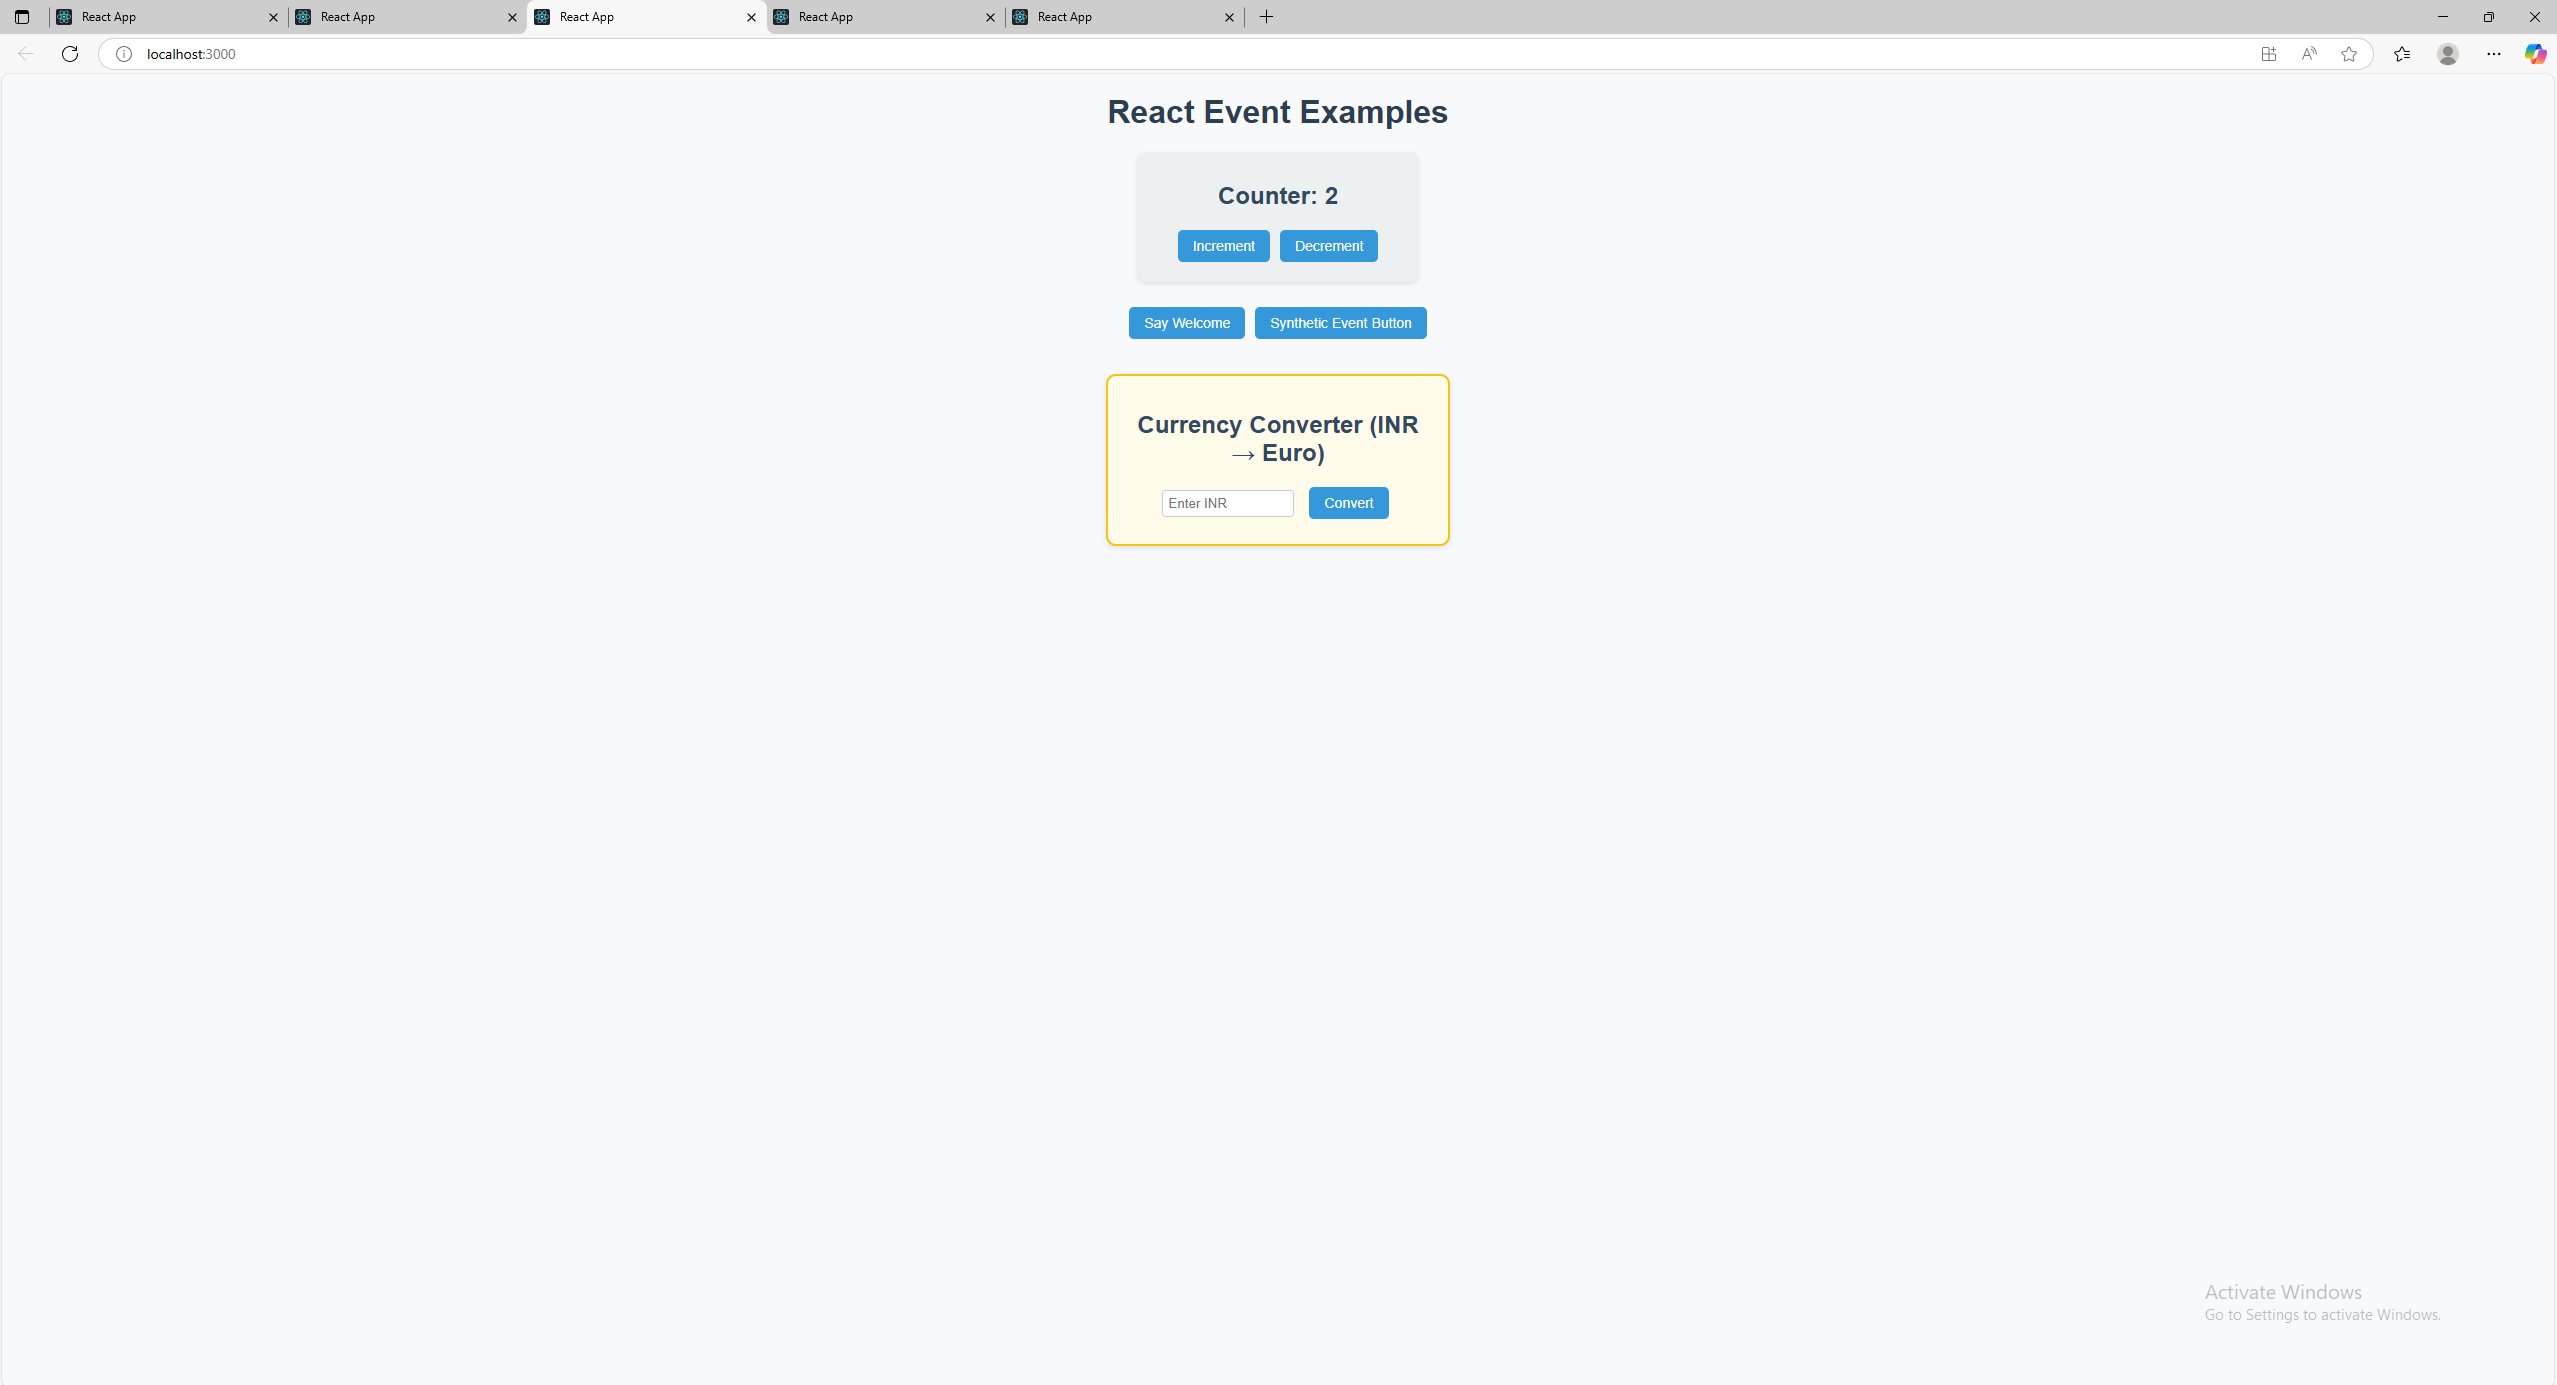 React App
React App
React App
React App
React App
localhost:3000
React Event Examples
Counter: 2
Increment
Decrement
Say Welcome
Synthetic Event Button
Currency Converter (INR
→ Euro)
Enter INR
Convert
Activate Windows
Go to Settings to activate Windows.